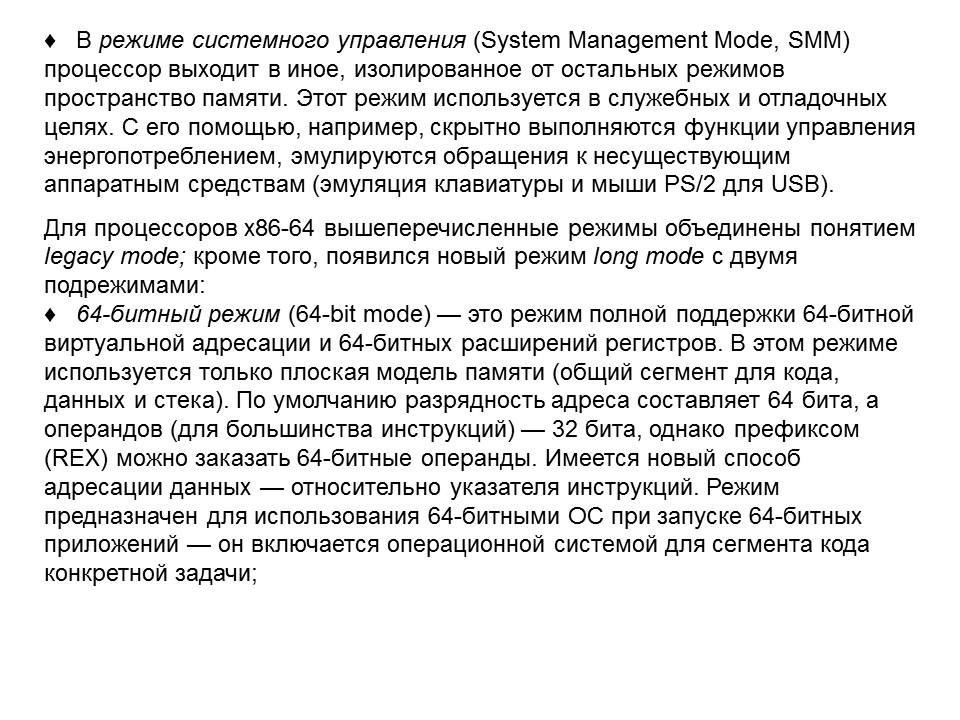 ♦ В режиме системного управления (System Management Mode, SMM)
процессор выходит в иное, изолированное от остальных режимов
пространство памяти. Этот режим используется в служебных и отладочных
целях. С его помощью, например, скрытно выполняются функции управления
энергопотреблением, эмулируются обращения к несуществующим
аппаратным средствам (эмуляция клавиатуры и мыши PS/2 для USB).
Для процессоров x86-64 вышеперечисленные режимы объединены понятием
legacy mode; кроме того, появился новый режим long mode с двумя
подрежимами:
♦ 64-битный режим (64-bit mode) — это режим полной поддержки 64-битной
виртуальной адресации и 64-битных расширений регистров. В этом режиме
используется только плоская модель памяти (общий сегмент для кода,
данных и стека). По умолчанию разрядность адреса составляет 64 бита, а
операндов (для большинства инструкций) — 32 бита, однако префиксом
(REX) можно заказать 64-битные операнды. Имеется новый способ
адресации данных — относительно указателя инструкций. Режим
предназначен для использования 64-битными ОС при запуске 64-битных
приложений — он включается операционной системой для сегмента кода
конкретной задачи;